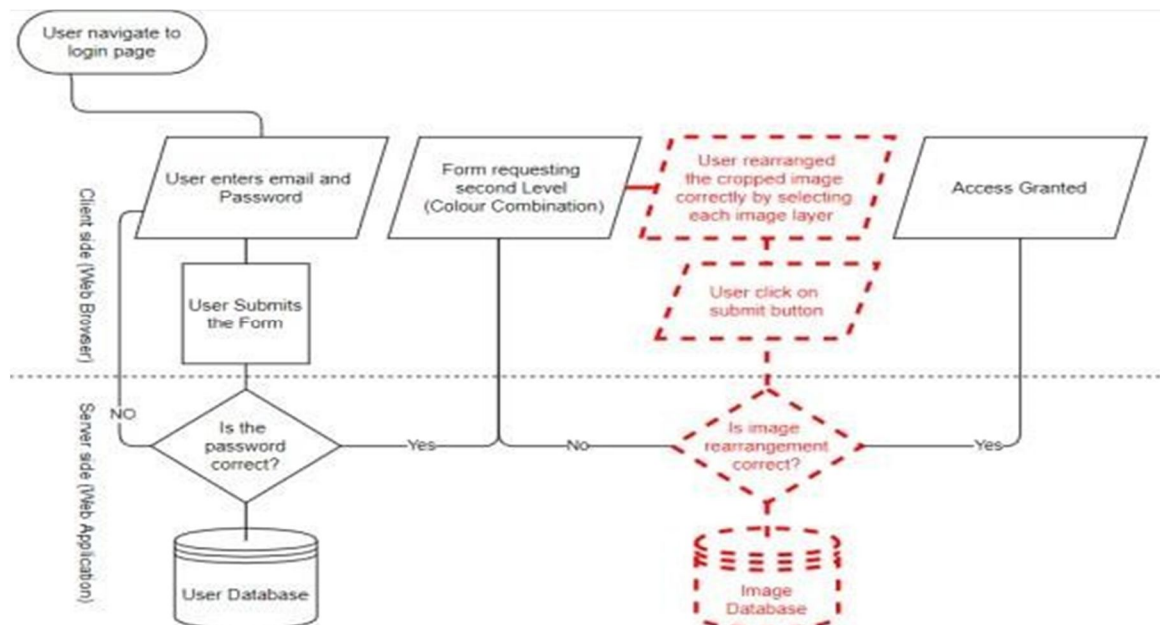 User navigate to
login page
User enters email and
Password
Form requesting
second Level
(Colour Combination)
User rearranged
the cropped image
correctly by selecting
each image layer
Access Granted
Client side (Web Browser)
User Submits
the Form
User click on
submit button
Server side (Web Application)
NO
Is the
password
correct?
Yes
No
Is image
rearrangement
correct?
Yes
User Database
Image
Database